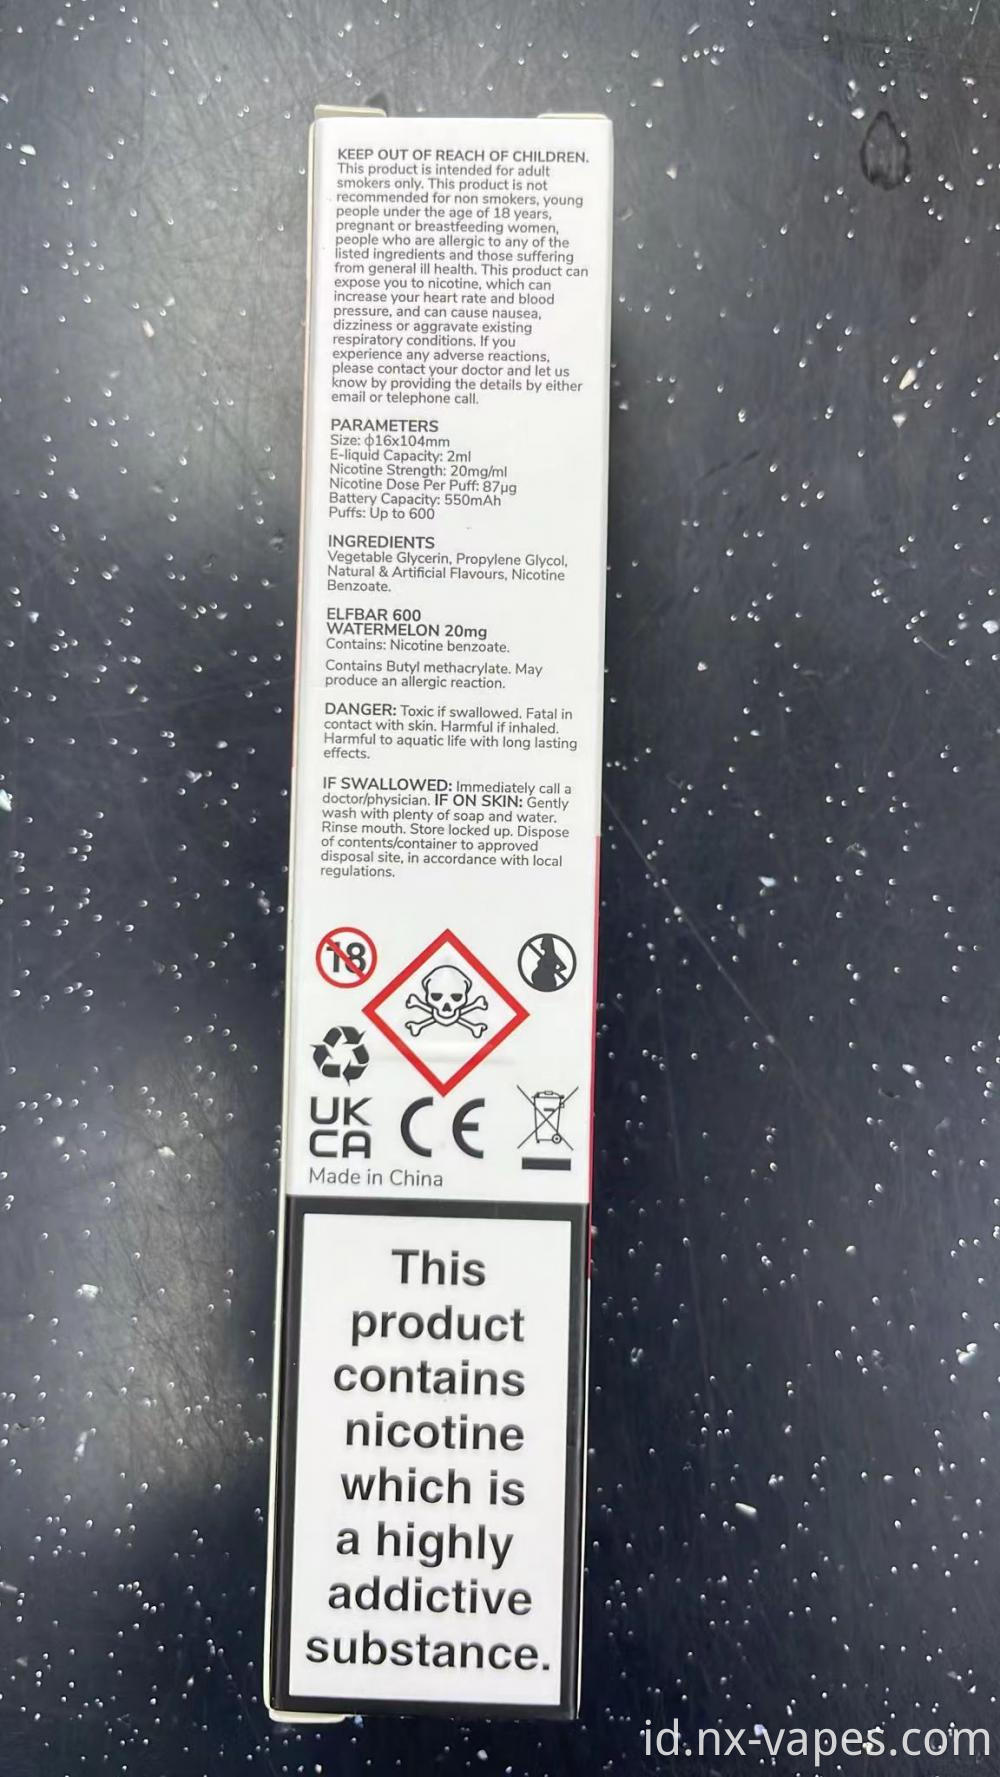 KEEP OUT OF REACH OF CHILDREN.
This product is intended for adult
smokers only. This product is not
recommended for non smokers, young
people under the age of 18 years,
pregnant or breastfeeding women,
people who are allergic to any of the
listed ingredients and those suffering
from general ill health. This product can
expose you to nicotine, which can
increase your heart rate and blood
pressure, and can cause nausea,
dizziness or aggravate existing
respiratory conditions. If you
experience any adverse reactions,
please contact your doctor and let us
know by providing the details by either
email or telephone call.
PARAMETERS
Size: ф16x104mm
E-liquid Capacity: 2ml
Nicotine Strength: 20mg/ml
Nicotine Dose Per Puff: 87μg
Battery Capacity: 550mAh
Puffs: Up to 600
INGREDIENTS
Vegetable Glycerin, Propylene Glycol,
Natural & Artificial Flavours, Nicotine
Benzoate.
ELFBAR 600
WATERMELON 20mg
Contains: Nicotine benzoate.
Contains Butyl methacrylate. May
produce an allergic reaction.
DANGER: Toxic if swallowed. Fatal in
contact with skin. Harmful if inhaled.
Harmful to aquatic life with long lasting
effects.
IF SWALLOWED: Immediately call a
doctor/physician. IF ON SKIN: Gently
wash with plenty of soap and water.
Rinse mouth. Store locked up. Dispose
of contents/container to approved
disposal site, in accordance with local
regulations.
18
UK
CA
CE
Made in China
This
product
contains
nicotine
which is
a highly
addictive
substance.
id.nx-vapes.com